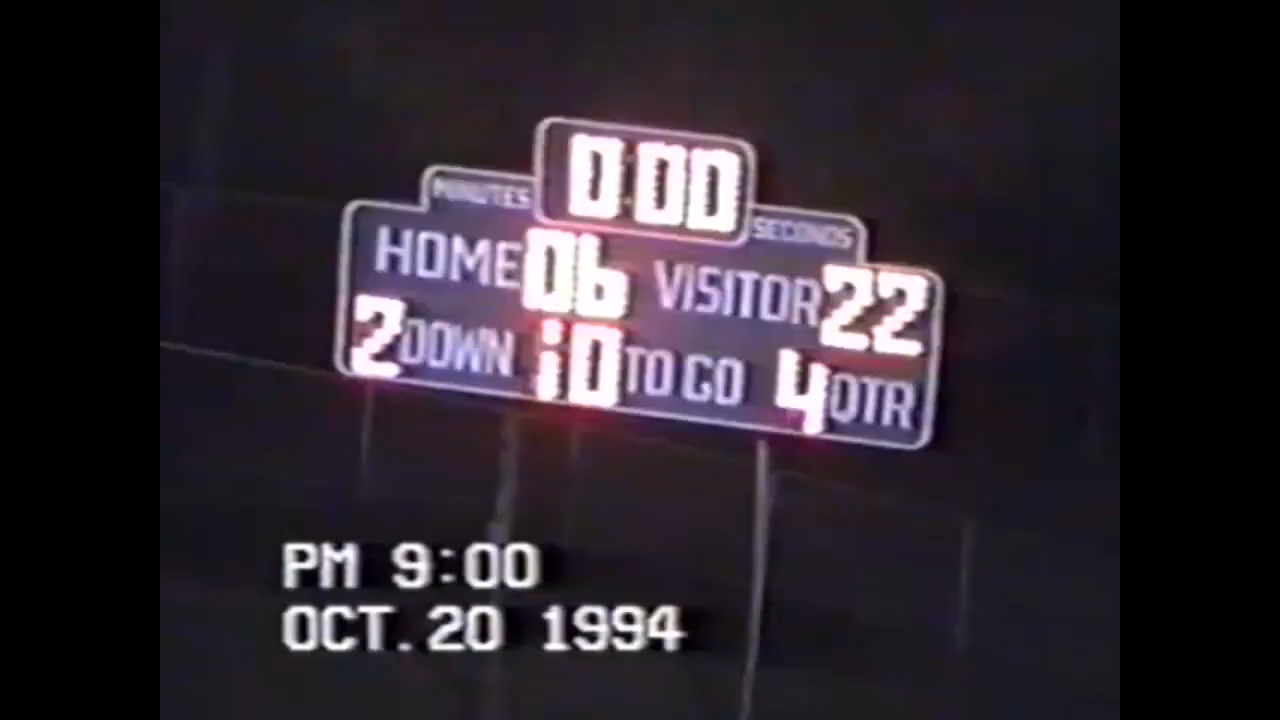 0:00
MINUTES SECONDS
HOME 06 VISITOR 22
2 DOWN 10 TO GO 4 QTR
PM 9:00
OCT. 20 1994